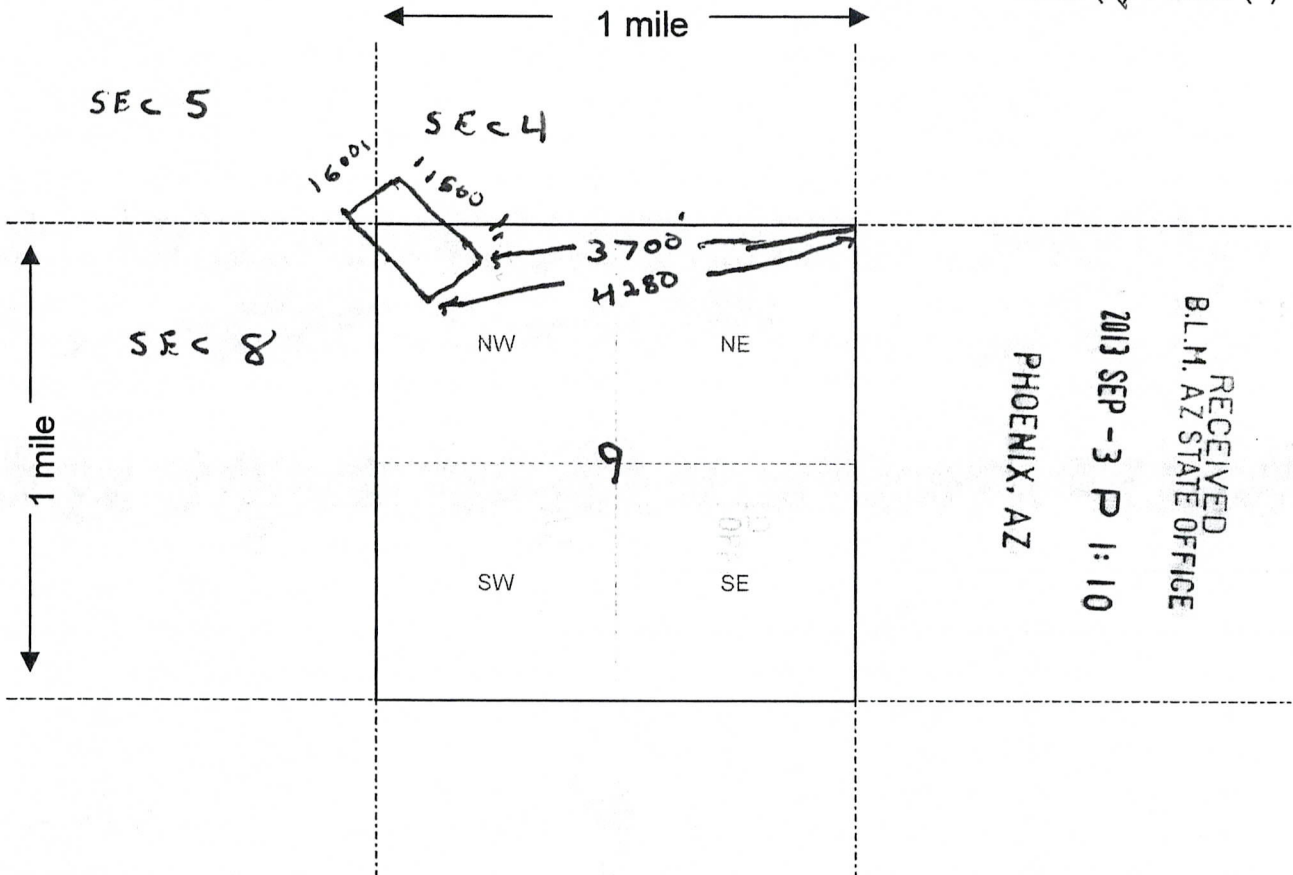 1 mile
SEC 5
SEC 4
'600'
'1500
3700'
4280
1 mile
SEC 8
NW
NE
9
SW
SE
RECEIVED
B.L.M. AZ STATE OFFICE
2013 SEP -3 P 1:10
PHOENIX, AZ